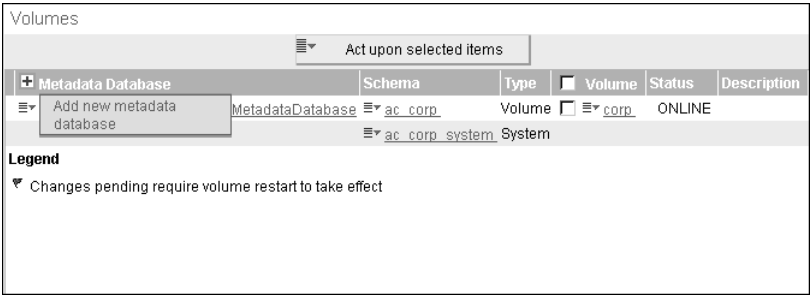 Volumes
Act upon selected items
Metadata Database Schema Type Volume Status Description
Add new metadata database MetadataDatabase ac_corp Volume corp ONLINE
ac_corp_system System
Legend
Changes pending require volume restart to take effect